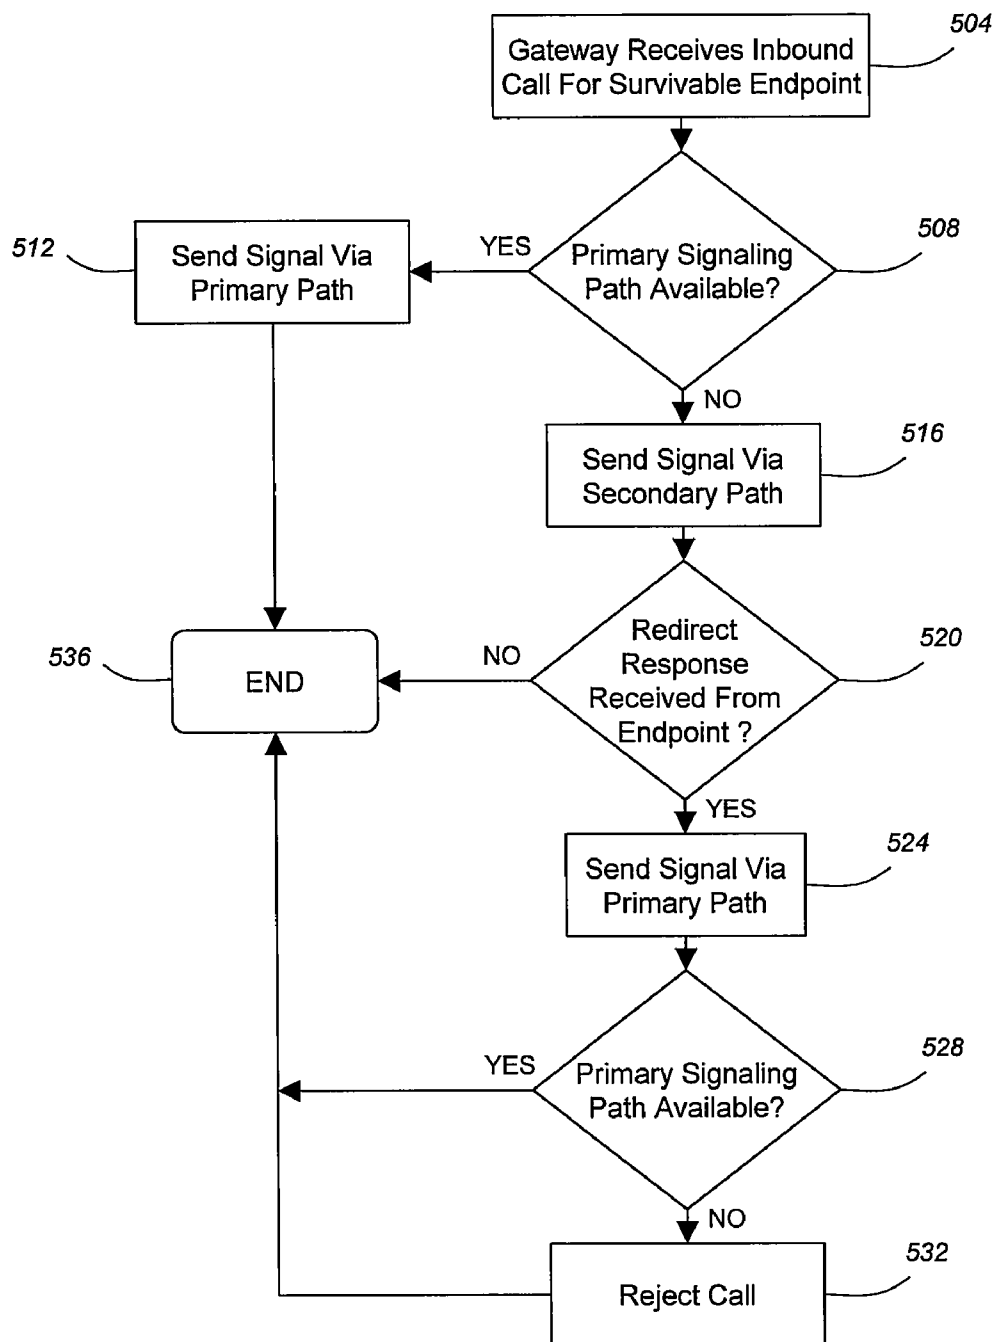 504
Gateway Receives Inbound
Call For Survivable Endpoint
508
Primary Signaling
Path Available?
YES
512
Send Signal Via
Primary Path
NO
516
Send Signal Via
Secondary Path
520
Redirect
Response
Received From
Endpoint ?
NO
536
END
YES
524
Send Signal Via
Primary Path
528
Primary Signaling
Path Available?
YES
NO
532
Reject Call